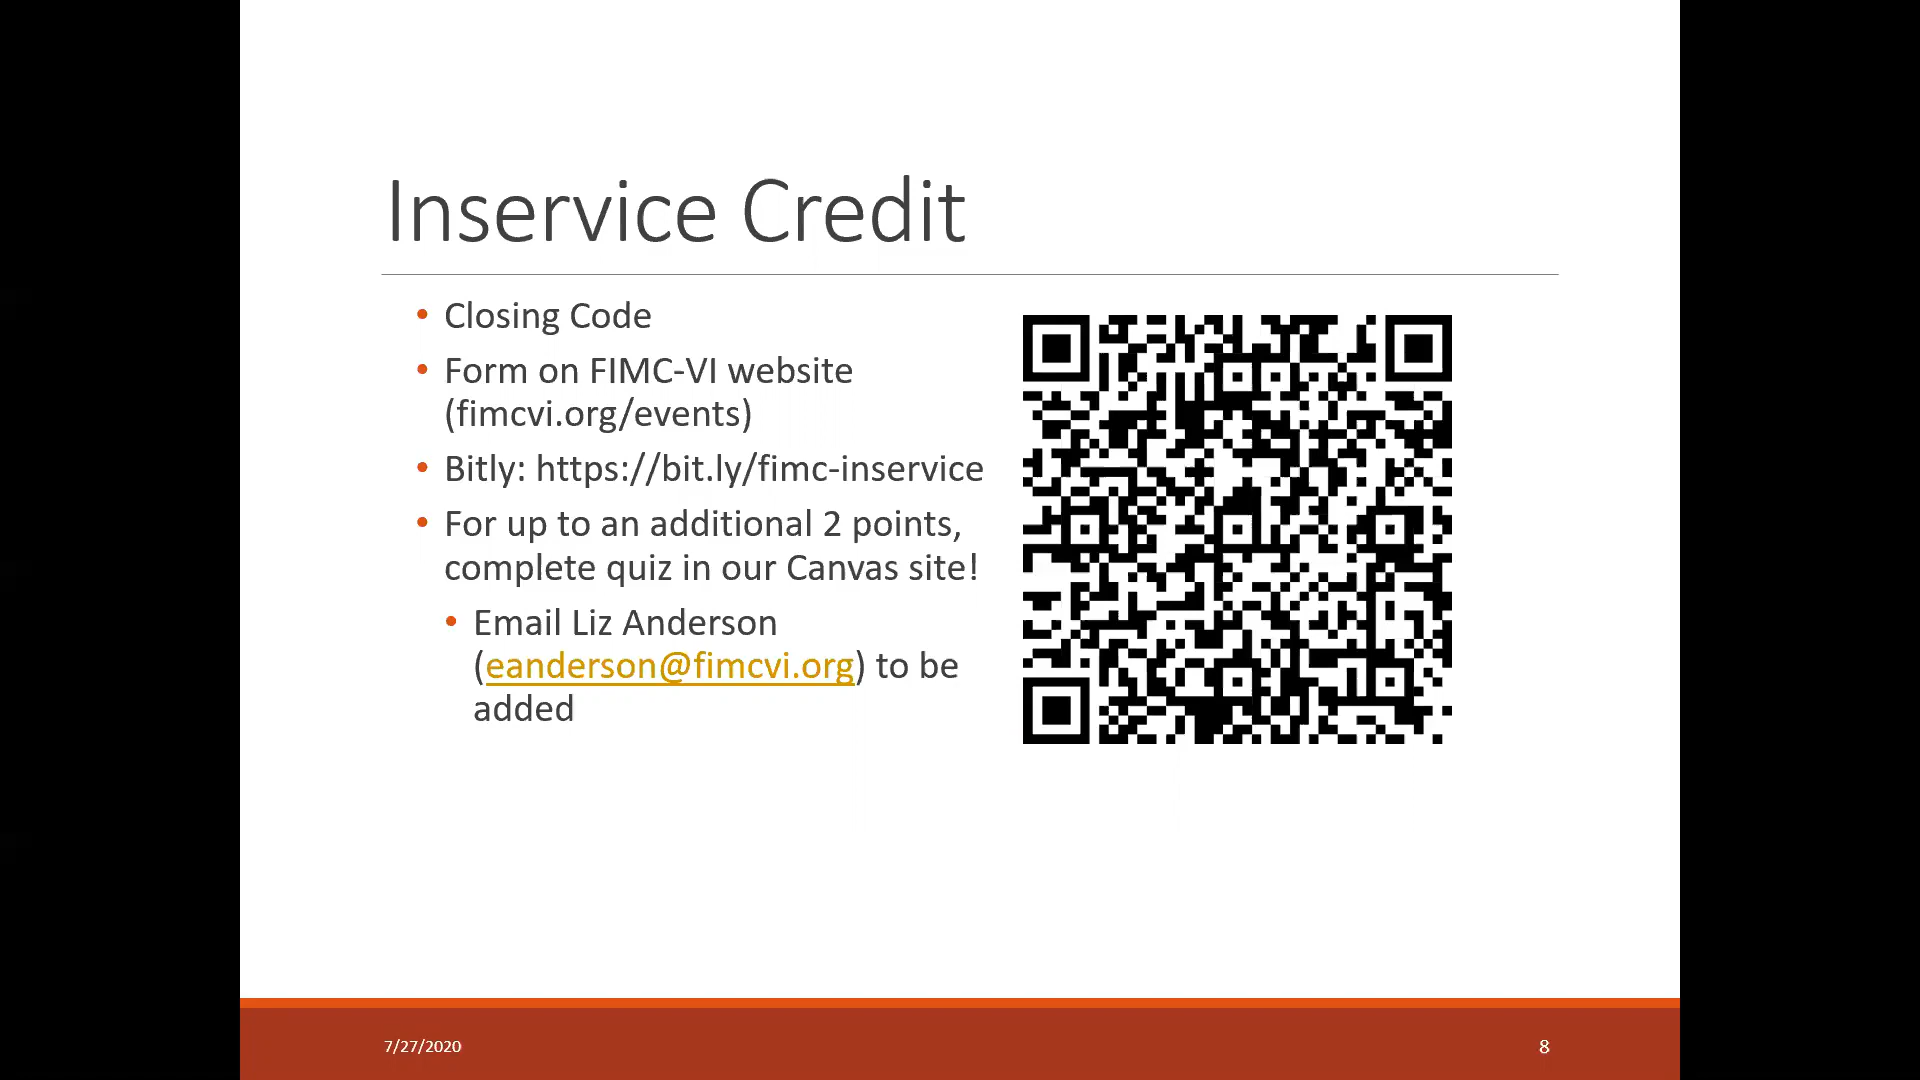 Inservice Credit
• Closing Code
• Form on FIMC-VI website
(fimcvi.org/events)
• Bitly: https://bit.ly/fimc-inservice
• For up to an additional 2 points,
complete quiz in our Canvas site!
• Email Liz Anderson
(eanderson@fimcvi.org) to be
added
7/27/2020
8